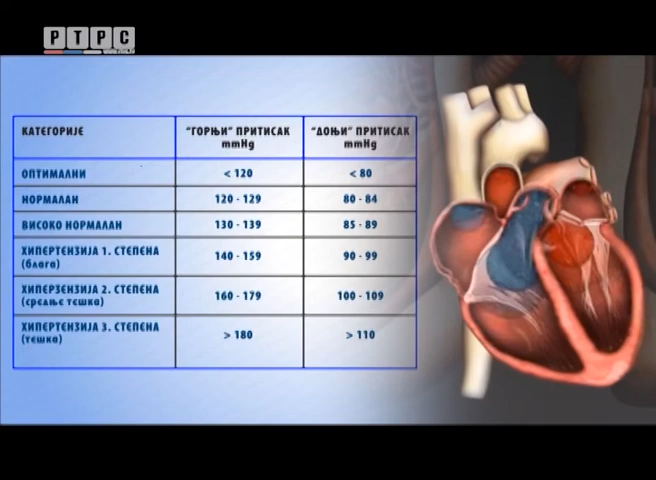 РТРС
КАТЕГОРИЈЕ "ГОРЊИ" ПРИТИСАК mmHg "ДОЊИ" ПРИТИСАК mmHg
ОПТИМАЛНИ < 120 < 80
НОРМАЛАН 120 - 129 80 - 84
ВИСОКО НОРМАЛАН 130 - 139 85 - 89
ХИПЕРТЕНЗИЈА 1. СТЕПЕНА (блага) 140 - 159 90 - 99
ХИПЕРЗЕНЗИЈА 2. СТЕПЕНА (средње тешка) 160 - 179 100 - 109
ХИПЕРТЕНЗИЈА 3. СТЕПЕНА (тешка) > 180 > 110